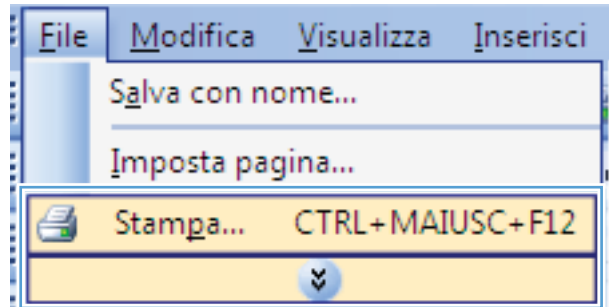 File Modifica Visualizza Inserisci
Salva con nome...
Imposta pagina...
Stampa... CTRL+MAIUSC+F12